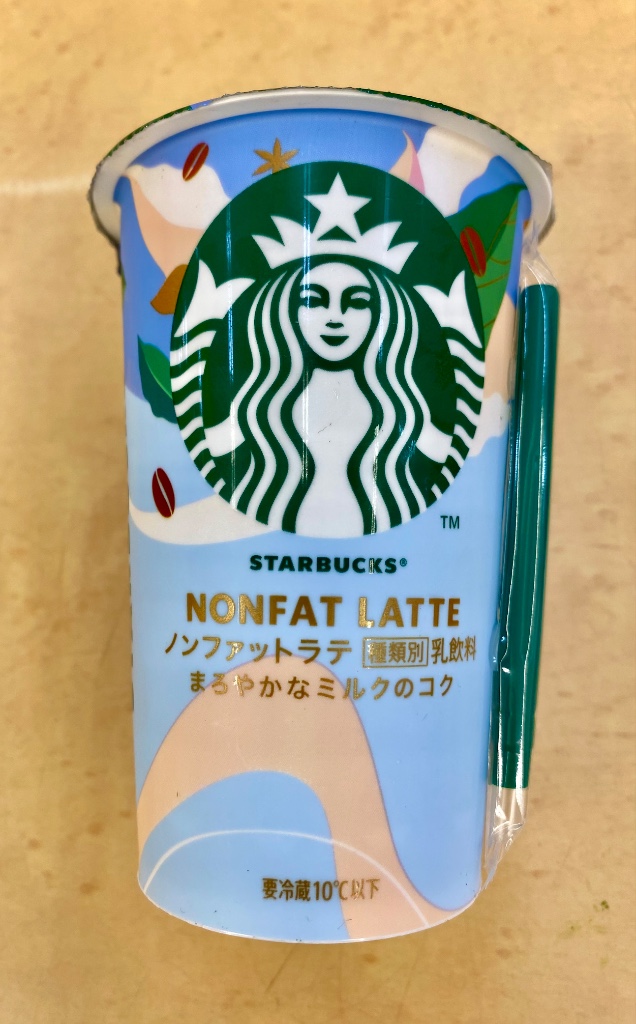 TM
STARBUCKS®
NONFAT LATTE
ノンファットラテ 種類別 乳飲料
まろやかなミルクのコク
要冷蔵10℃以下